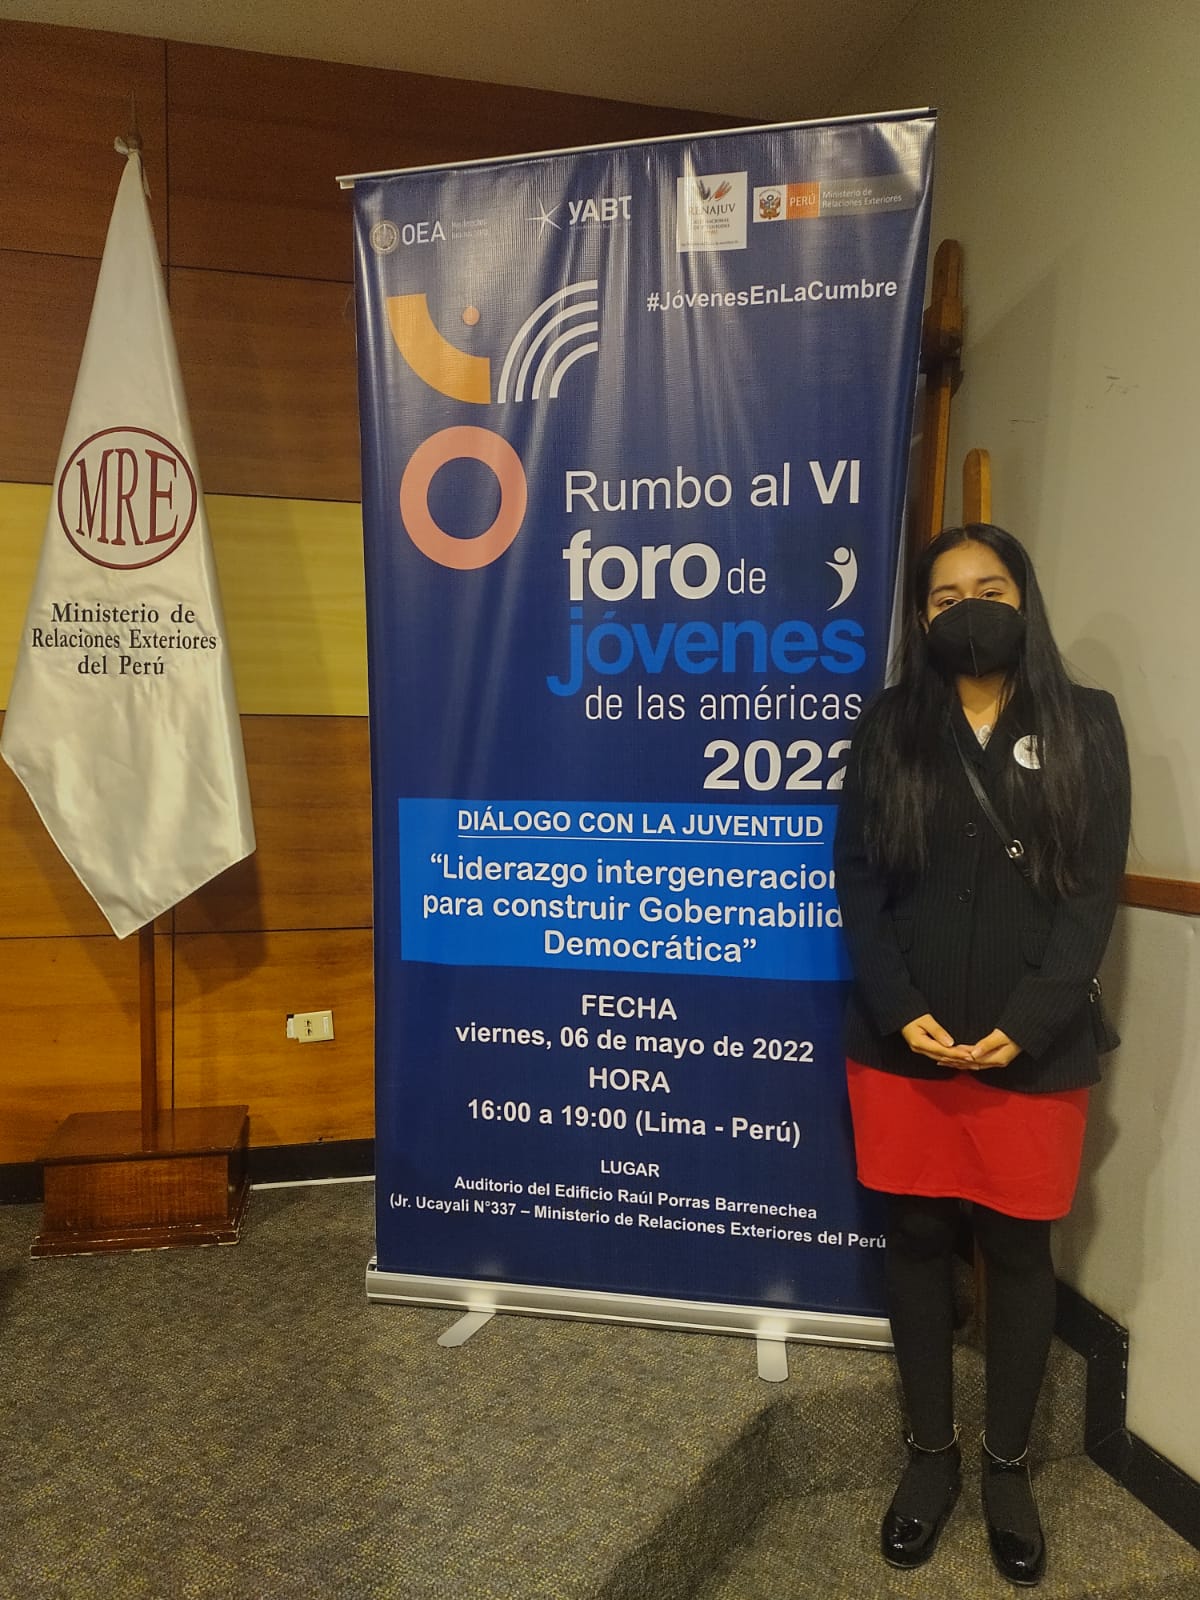 MRE
Ministerio de
Relaciones Exteriores
del Perú
OEA
YABT
RENAJUV
PERÚ
Ministerio de
Relaciones Exteriores
#JóvenesEnLaCumbre
Rumbo al VI
foro de
jóvenes
de las américas
2022
DIÁLOGO CON LA JUVENTUD
“Liderazgo intergeneracion
para construir Gobernabilid
Democrática”
FECHA
viernes, 06 de mayo de 2022
HORA
16:00 a 19:00 (Lima - Perú)
LUGAR
Auditorio del Edificio Raúl Porras Barrenechea
(Jr. Ucayali N°337 – Ministerio de Relaciones Exteriores del Perú